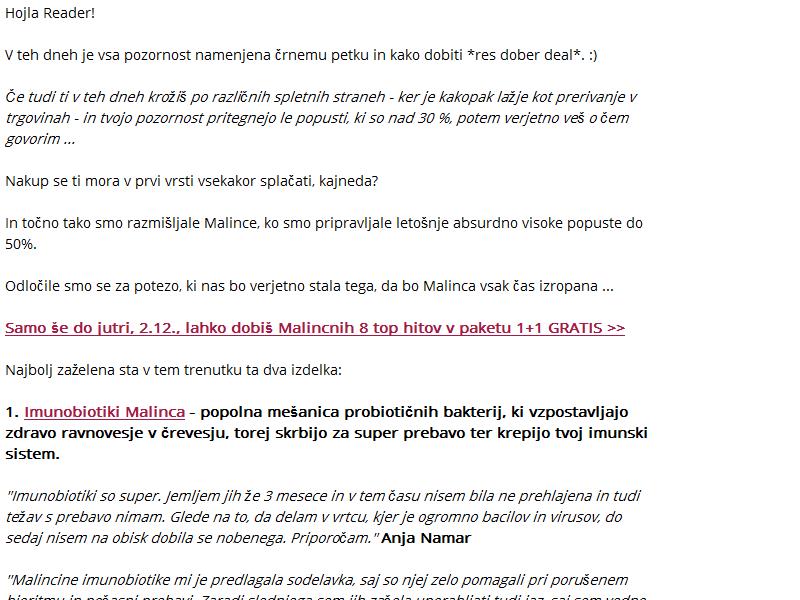 Hojla Reader!
V teh dneh je vsa pozornost namenjena črnemu petku in kako dobiti *res dober deal*. :)
Če tudi ti v teh dneh krožiš po različnih spletnih straneh - ker je kakopak lažje kot prerivanje v
trgovinah - in tvojo pozornost pritegnejo le popusti, ki so nad 30 %, potem verjetno veš o čem
govorim ...
Nakup se ti mora v prvi vrsti vsekakor splačati, kajneda?
In točno tako smo razmišljale Malince, ko smo pripravljale letošnje absurdno visoke popuste do
50%.
Odločile smo se za potezo, ki nas bo verjetno stala tega, da bo Malinca vsak čas izropana ...
Samo še do jutri, 2.12., lahko dobiš Malincnih 8 top hitov v paketu 1+1 GRATIS >>
Najbolj zaželena sta v tem trenutku ta dva izdelka:
1. Imunobiotiki Malinca - popolna mešanica probiotičnih bakterij, ki vzpostavljajo
zdravo ravnovesje v črevesju, torej skrbijo za super prebavo ter krepijo tvoj imunski
sistem.
"Imunobiotiki so super. Jemljem jih že 3 mesece in v tem času nisem bila ne prehlajena in tudi
težav s prebavo nimam. Glede na to, da delam v vrtcu, kjer je ogromno bacilov in virusov, do
sedaj nisem na obisk dobila še nobenega. Priporočam." Anja Namar
"Malincine imunobiotike mi je predlagala sodelavka, saj so njej zelo pomagali pri porušenem